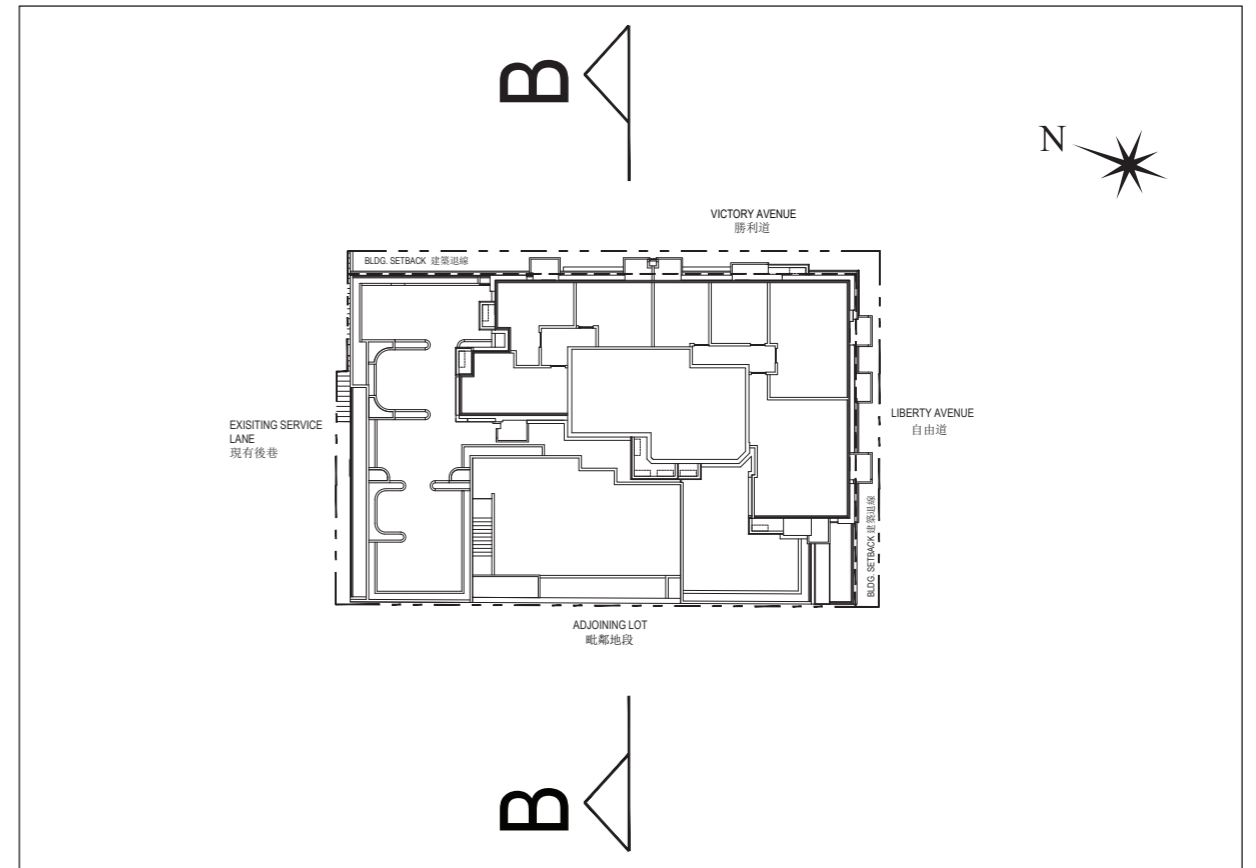 B
N
VICTORY AVENUE
勝利道
BLDG. SETBACK 建築退線
EXISITING SERVICE
LANE
現有後巷
LIBERTY AVENUE
自由道
BLDG. SETBACK 建築退線
ADJOINING LOT
毗鄰地段
B